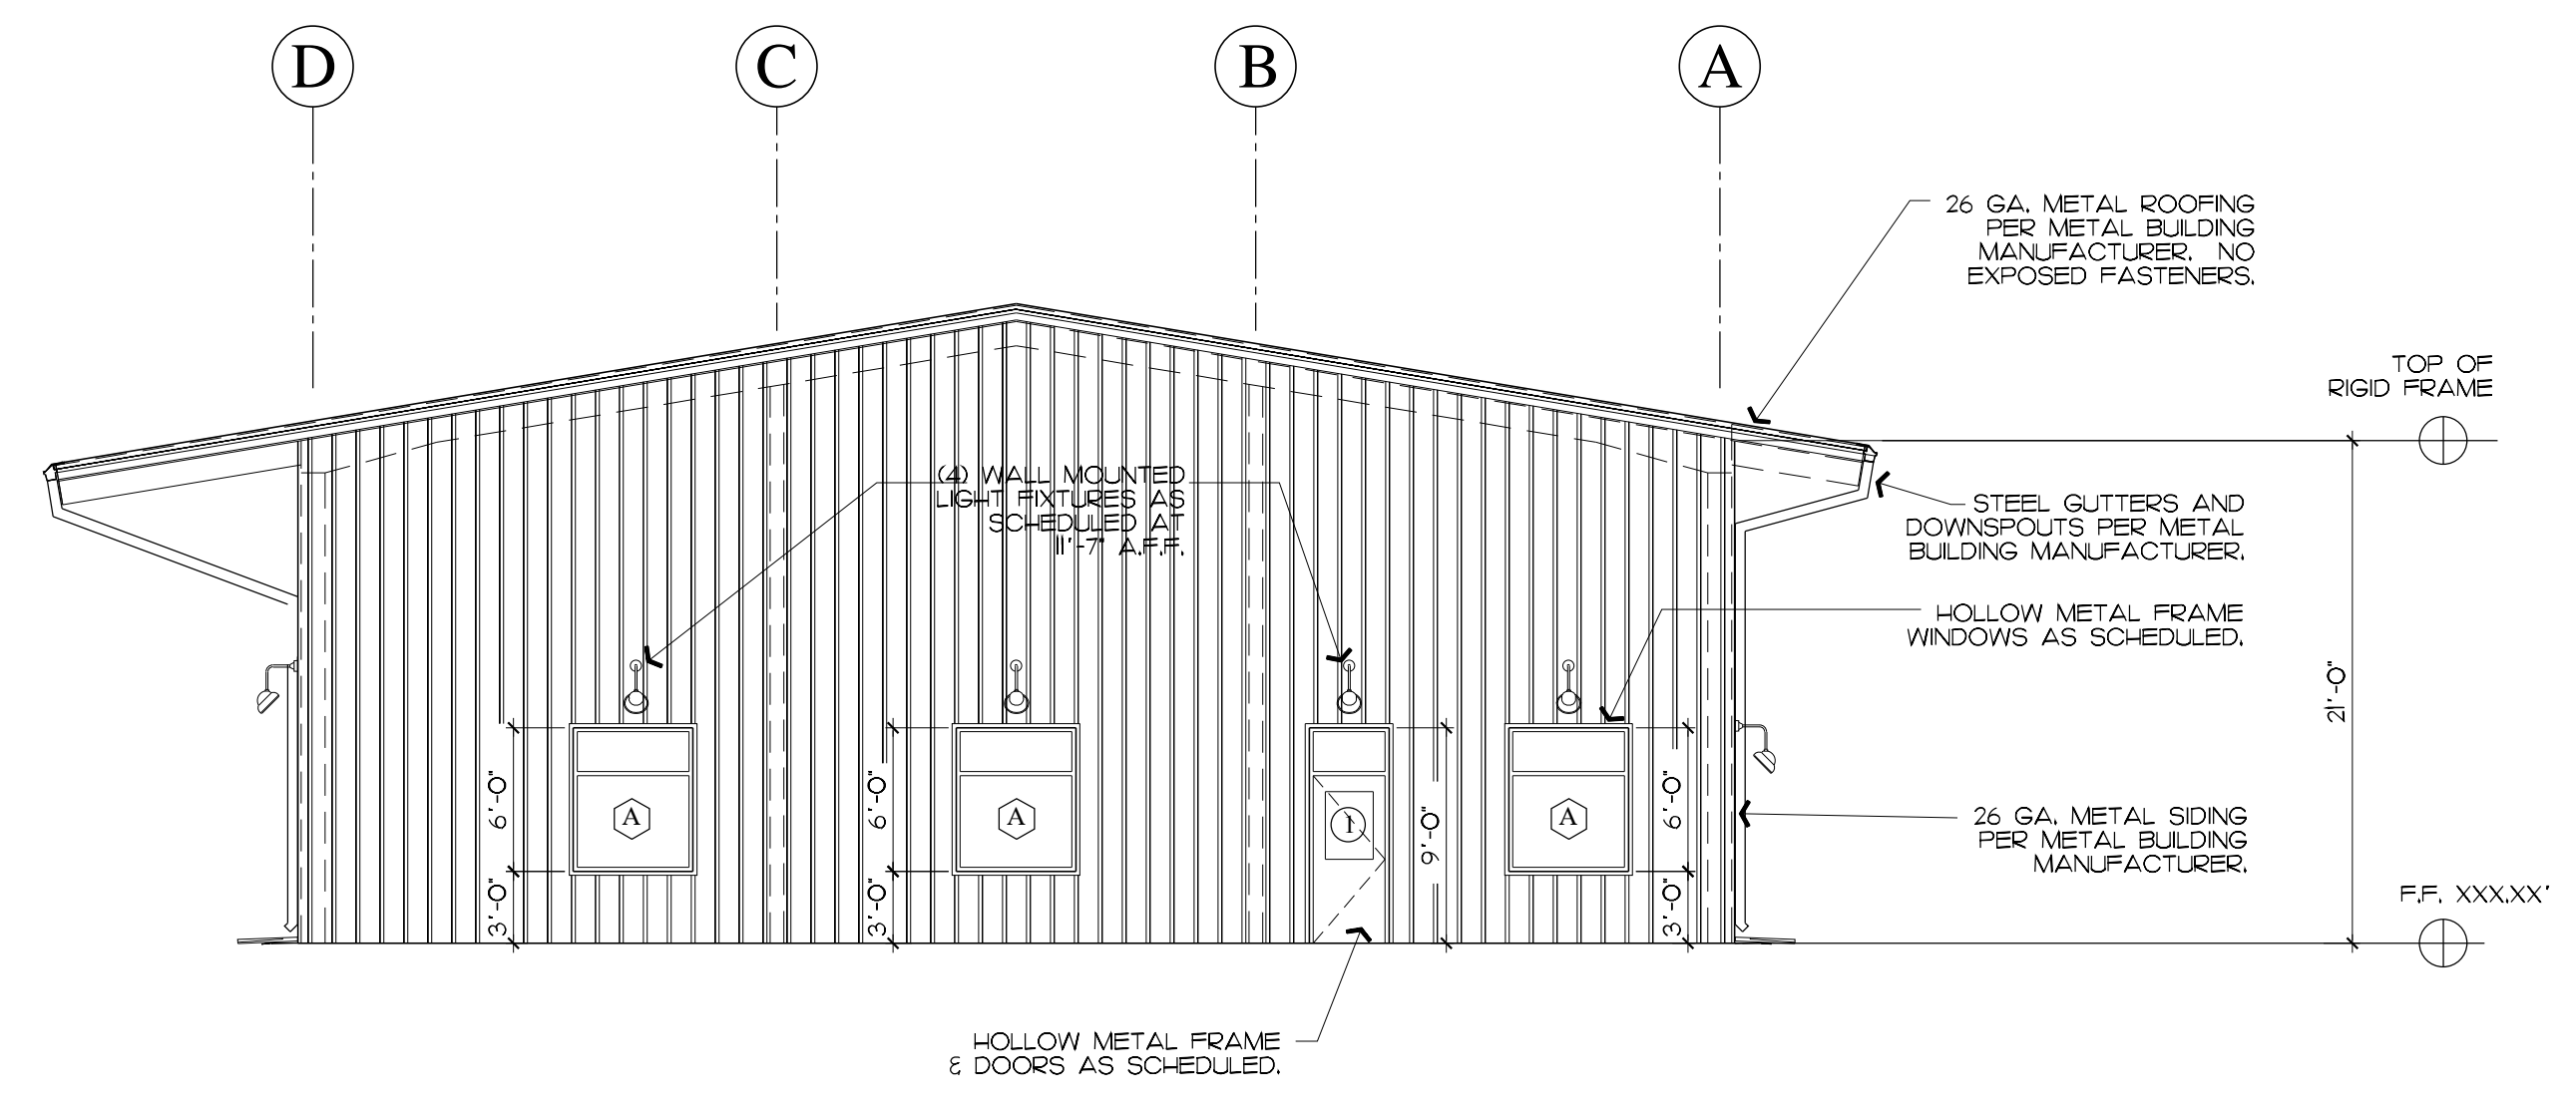 D
C
B
A
26 GA. METAL ROOFING
PER METAL BUILDING
MANUFACTURER. NO
EXPOSED FASTENERS.
TOP OF
RIGID FRAME
(4) WALL MOUNTED
LIGHT FIXTURES AS
SCHEDULED AT
11'-7" A.F.F.
STEEL GUTTERS AND
DOWNSPOUTS PER METAL
BUILDING MANUFACTURER.
HOLLOW METAL FRAME
WINDOWS AS SCHEDULED.
21'-0"
6'-0"
A
6'-0"
A
1
9'-0"
A
6'-0"
26 GA. METAL SIDING
PER METAL BUILDING
MANUFACTURER.
3'-0"
3'-0"
3'-0"
F.F. XXX.XX'
HOLLOW METAL FRAME
& DOORS AS SCHEDULED.